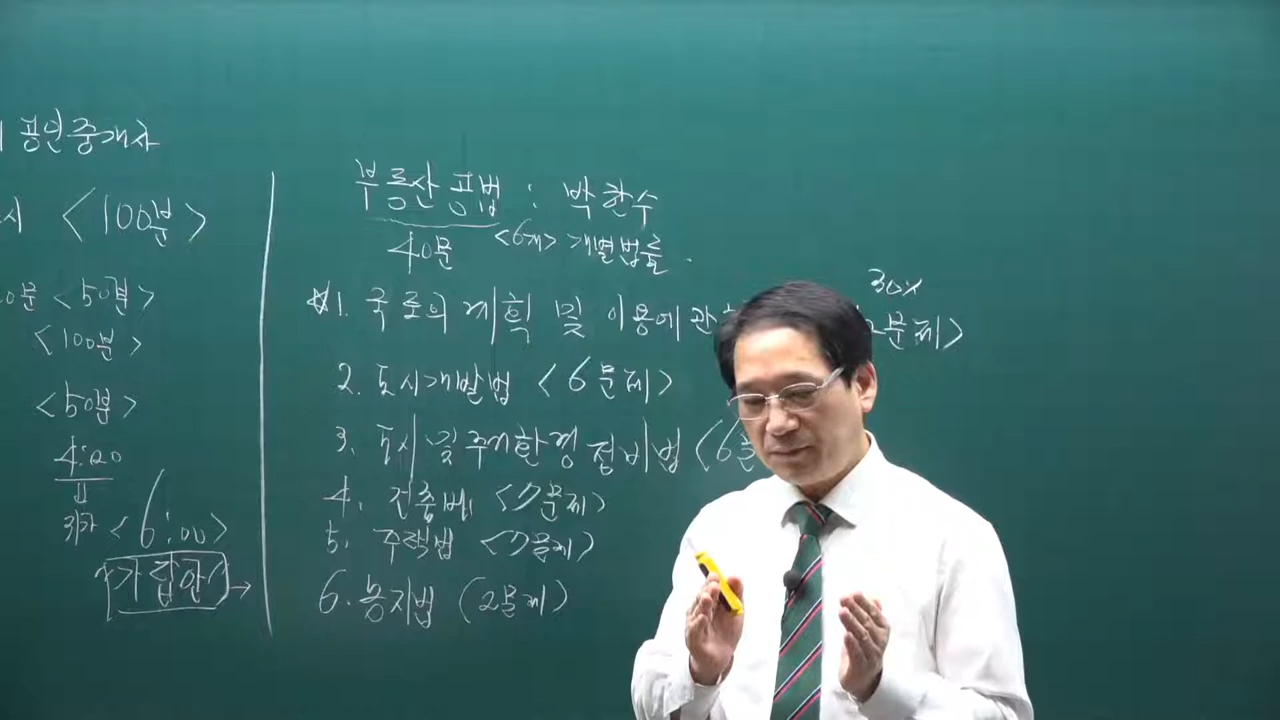 공인중개사
시 <100분>
0문 <50분>
<100분>
<50분>
4:20
⇓
귀가 <6:00>
가답안
부동산공법 : 박찬수
40문 <6개> 개별법률.
30%
☆1. 국토의 계획 및 이용에 관 2문제>
2. 도시개발법 <6문제>
3. 도시 및 주거환경 정비법 <6문
4. 건축법 <7문제>
5. 주택법 <7문제>
6. 농지법 (2문제)